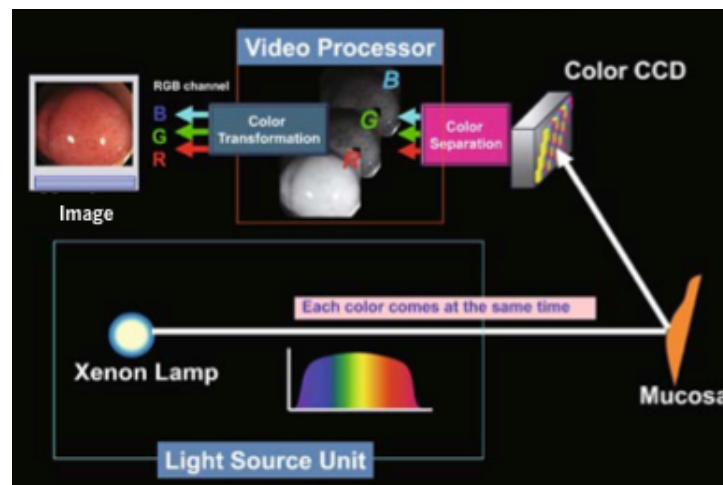 Video Processor
Color CCD
RGB channel
B
G
R
Color
Transformation
B
G
R
Color
Separation
Image
Each color comes at the same time
Xenon Lamp
Mucosa
Light Source Unit